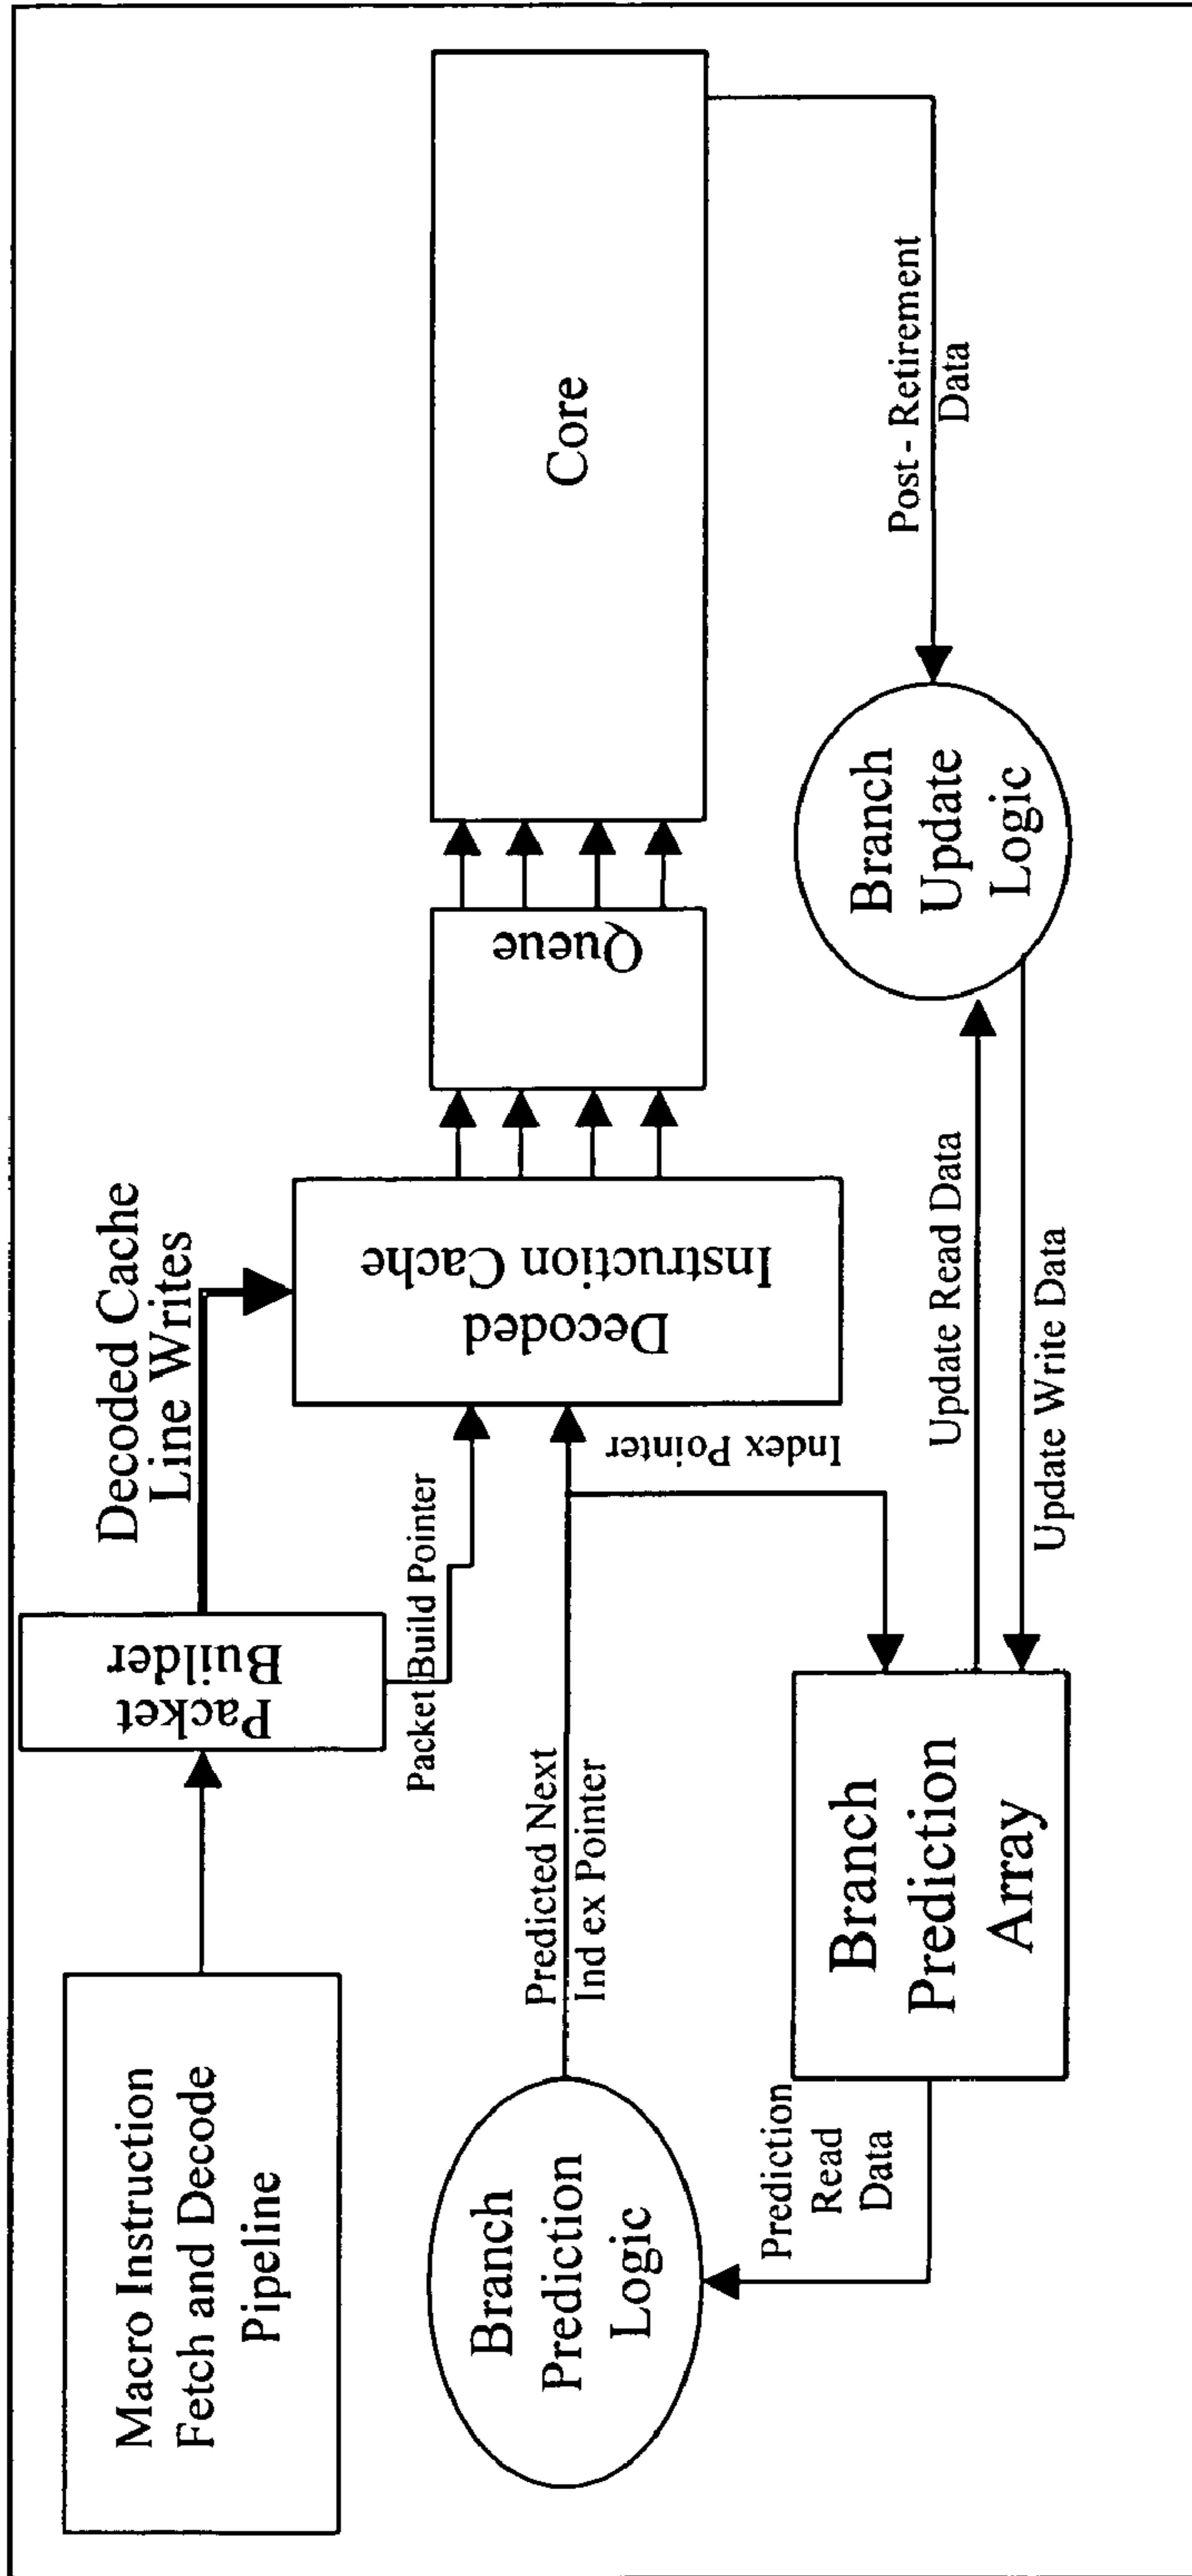 Macro Instruction
Fetch and Decode
Pipeline
Packet
Builder
Decoded Cache
Line Writes
Packet Build Pointer
Branch
Prediction
Logic
Predicted Next
Ind ex Pointer
Index Pointer
Decoded
Instruction Cache
Queue
Core
Prediction
Read
Data
Branch
Prediction
Array
Update Read Data
Update Write Data
Branch
Update
Logic
Post - Retirement
Data